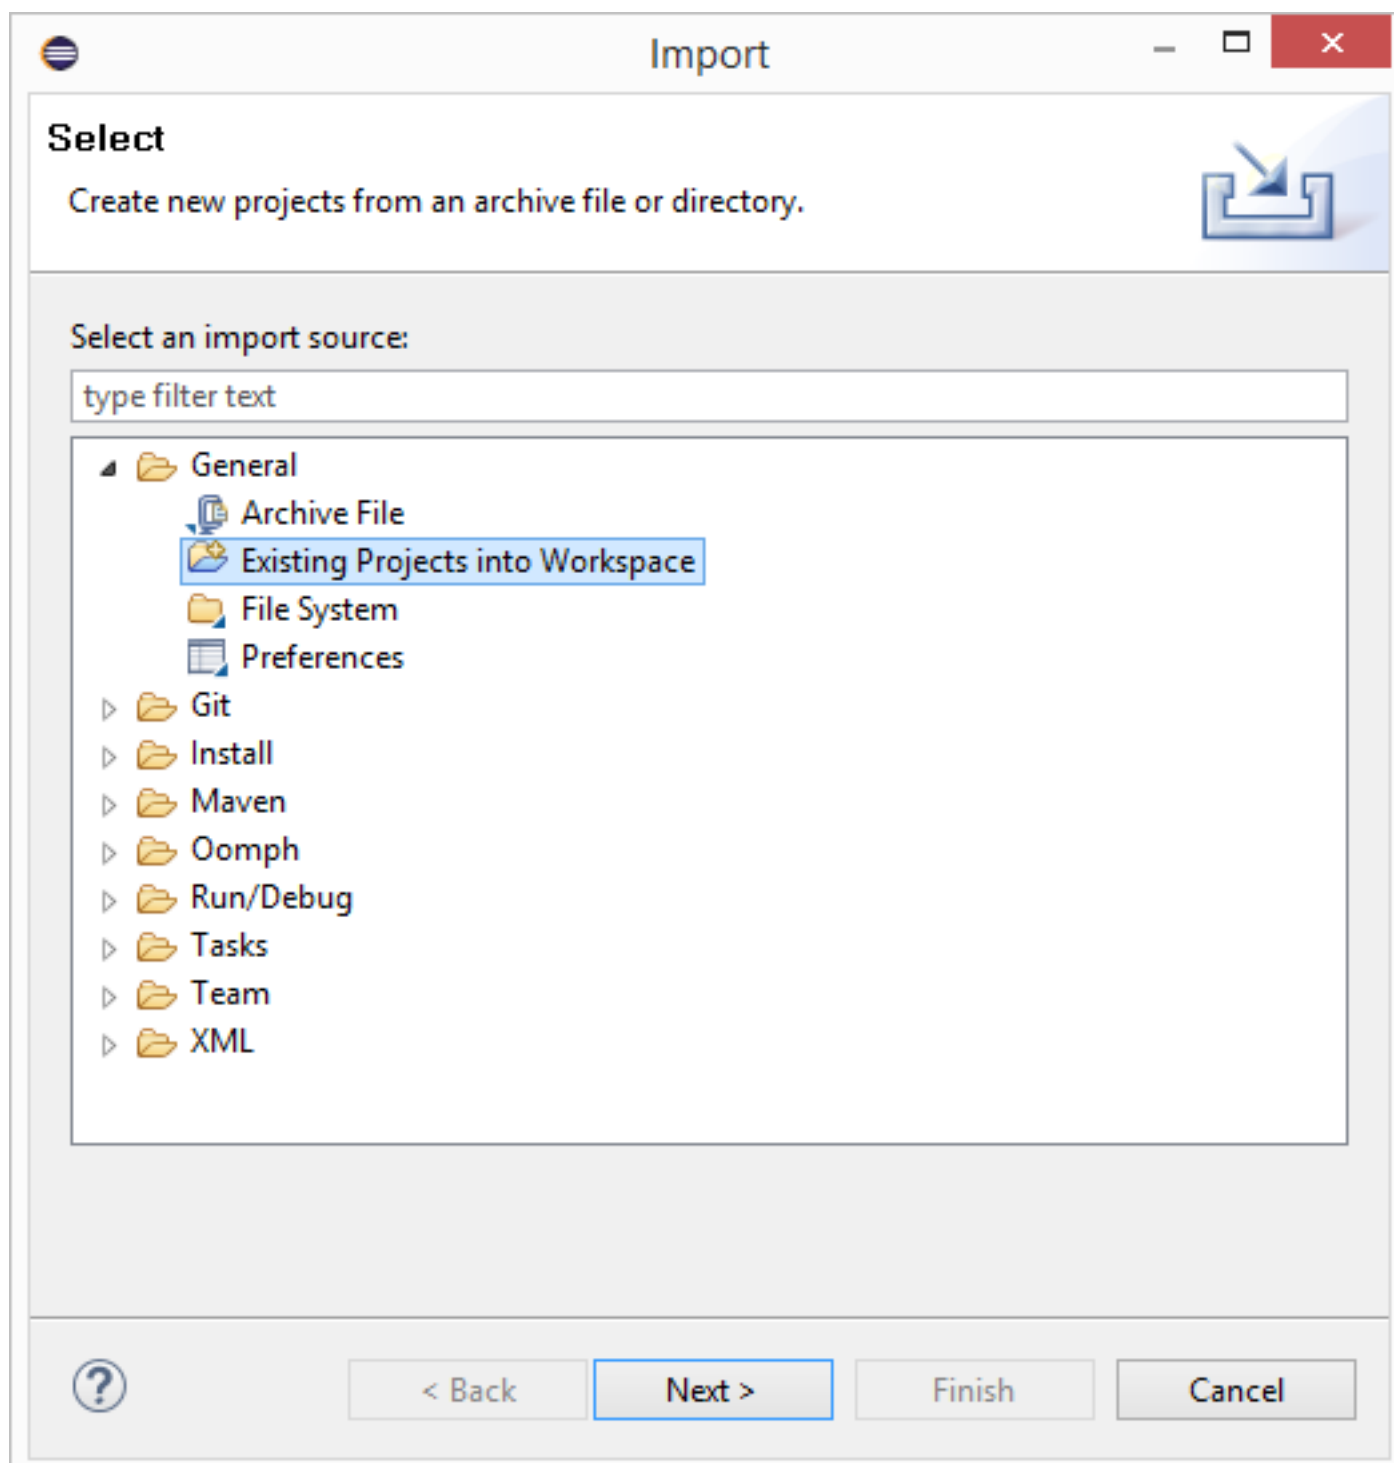 Import
Select
Create new projects from an archive file or directory.
Select an import source:
type filter text
General
Archive File
Existing Projects into Workspace
File System
Preferences
Git
Install
Maven
Oomph
Run/Debug
Tasks
Team
XML
? < Back Next > Finish Cancel